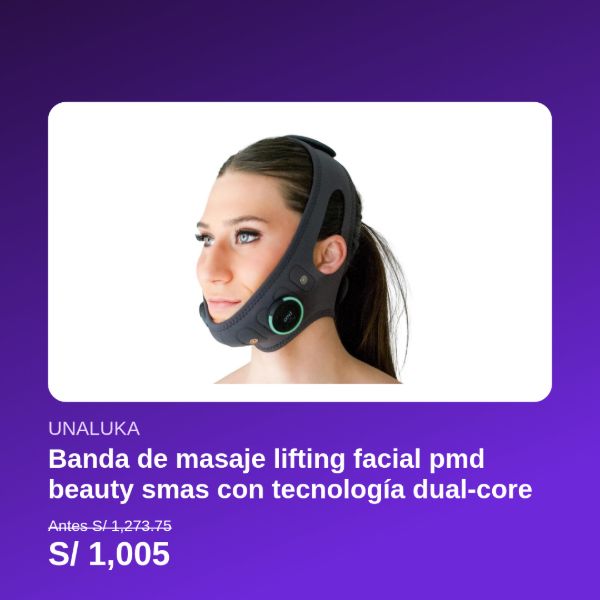 pmd
UNALUKA
Banda de masaje lifting facial pmd
beauty smas con tecnología dual-core
Antes S/ 1,273.75
S/ 1,005